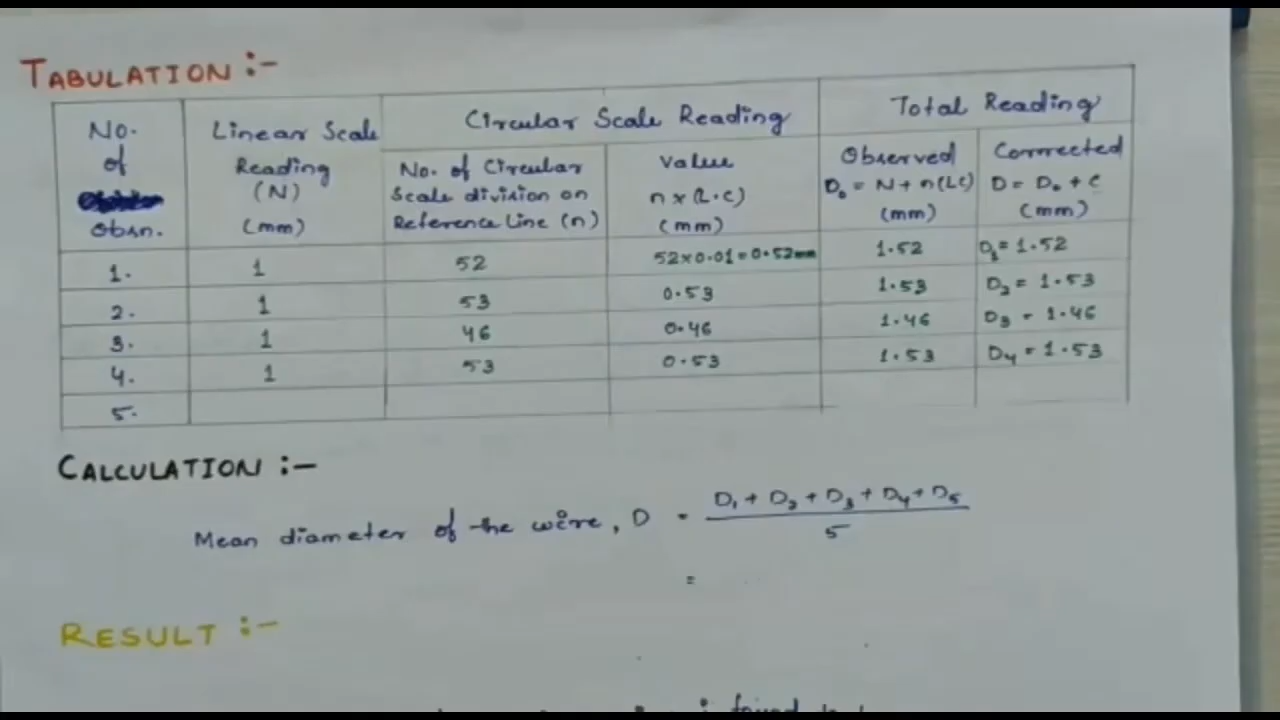 TABULATION :-
No. of Obsn.
Linear Scale Reading (N) (mm)
Circular Scale Reading
Total Reading
No. of Circular Scale division on Reference Line (n)
Value n x (L.C) (mm)
Observed D₀ = N + n(LC) (mm)
Corrected D = D₀ + C (mm)
1. 1 52 52x0.01=0.52mm 1.52 D₁= 1.52
2. 1 53 0.53 1.53 D₂= 1.53
3. 1 46 0.46 1.46 D₃ = 1.46
4. 1 53 0.53 1.53 D₄ = 1.53
5.
CALCULATION :-
Mean diameter of the wire, D = D₁ + D₂ + D₃ + D₄ + D₅
5
=
RESULT :-
is found to